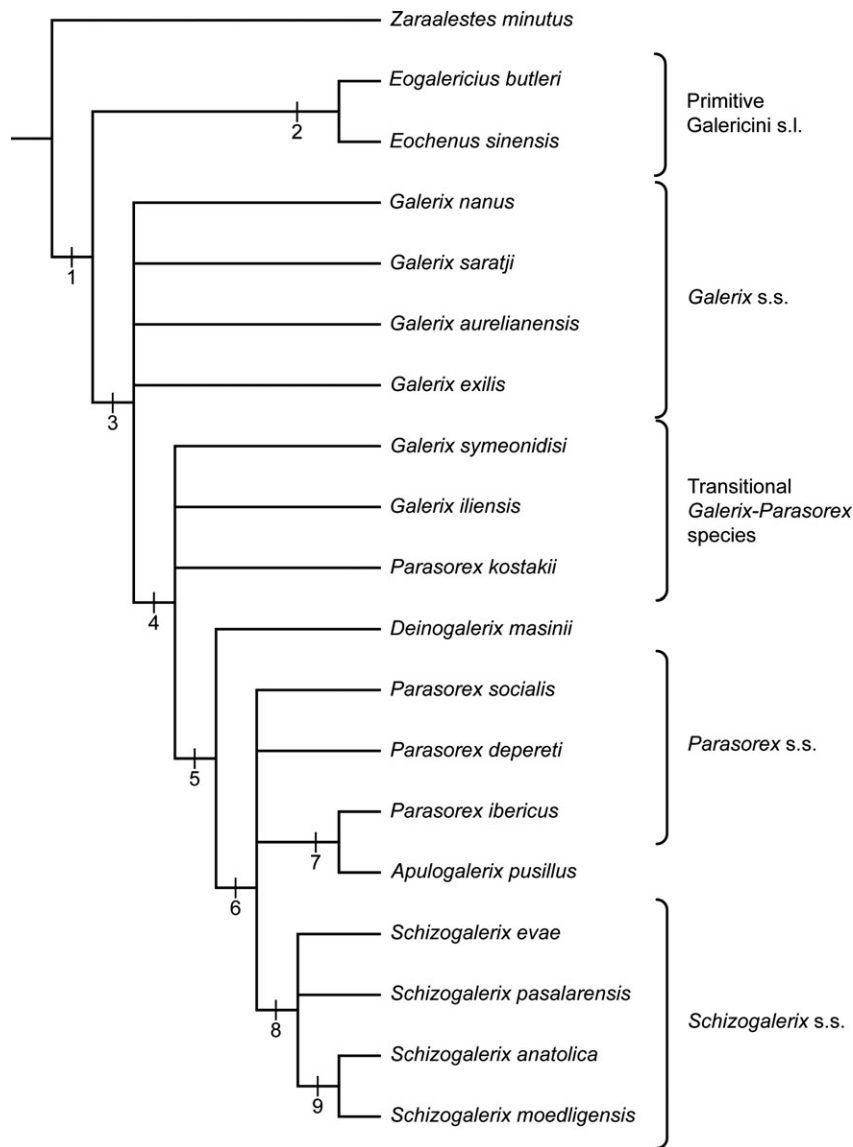 Zaraalestes minutus
Eogalericius butleri
Eochenus sinensis
Primitive
Galericini s.l.
2
Galerix nanus
Galerix saratji
Galerix aurelianensis
Galerix exilis
Galerix s.s.
1
3
Galerix symeonidisi
Galerix iliensis
Parasorex kostakii
Transitional
Galerix-Parasorex
species
4
Deinogalerix masinii
5
Parasorex socialis
Parasorex depereti
Parasorex ibericus
Parasorex s.s.
7
Apulogalerix pusillus
6
Schizogalerix evae
Schizogalerix pasalarensis
Schizogalerix anatolica
Schizogalerix moedligensis
Schizogalerix s.s.
8
9